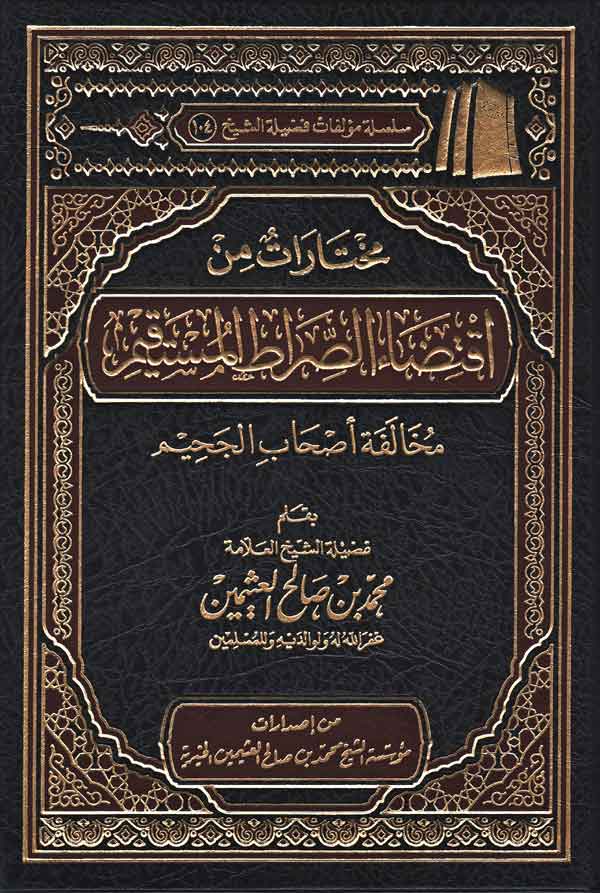 سلسلة مؤلفات فضيلة الشيخ (١٠٤)
مختارات من
اقتضاء الصراط المستقيم
مخالفة أصحاب الجحيم
بقلم
فضيلة الشيخ العلامة
محمد بن صالح العثيمين
غفر الله له ولوالديه وللمسلمين
من إصدارات
مؤسسة الشيخ محمد بن صالح العثيمين الخيرية